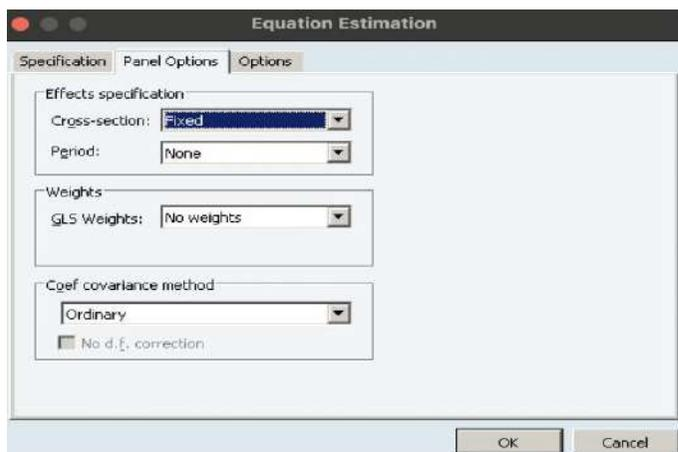 Equation Estimation
Specification Panel Options Options
Effects specification
Cross-section: Fixed
Period: None
Weights
GLS Weights: No weights
Coef covariance method
Ordinary
No d.f. correction
OK Cancel